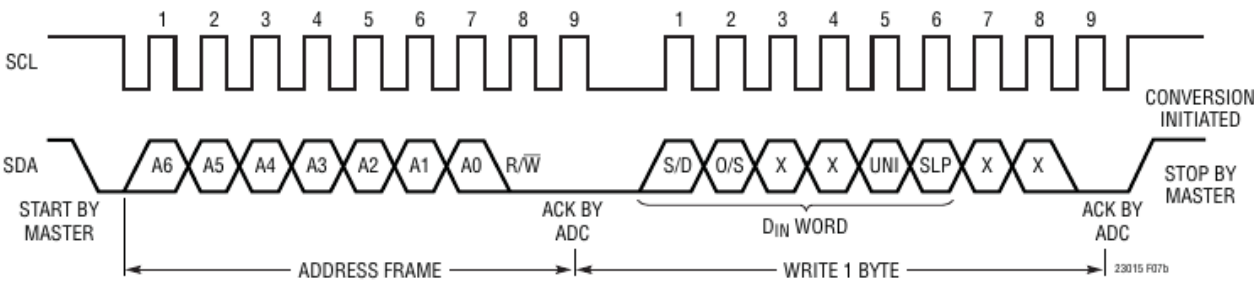 1 2 3 4 5 6 7 8 9 1 2 3 4 5 6 7 8 9
SCL
CONVERSION
INITIATED
SDA A6 A5 A4 A3 A2 A1 A0 R/W̅ S/D O/S X X UNI SLP X X
STOP BY
MASTER
START BY
MASTER
ACK BY
ADC
DIN WORD
ACK BY
ADC
ADDRESS FRAME WRITE 1 BYTE 23015 F07b